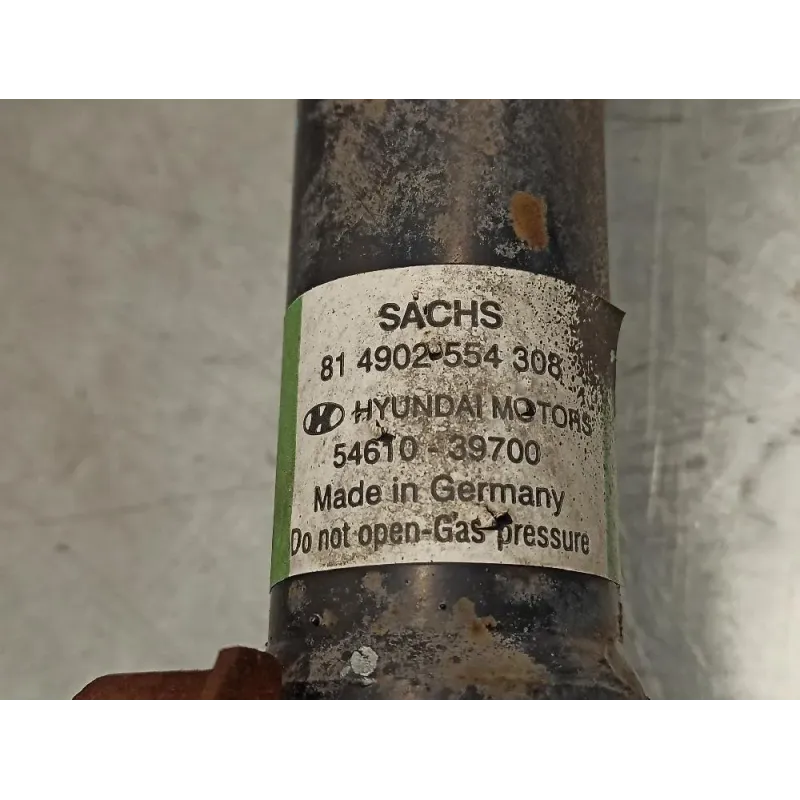 SACHS
81 4902-554 308
HYUNDAI MOTORS
54610 - 39700
Made in Germany
Do not open-Gas pressure